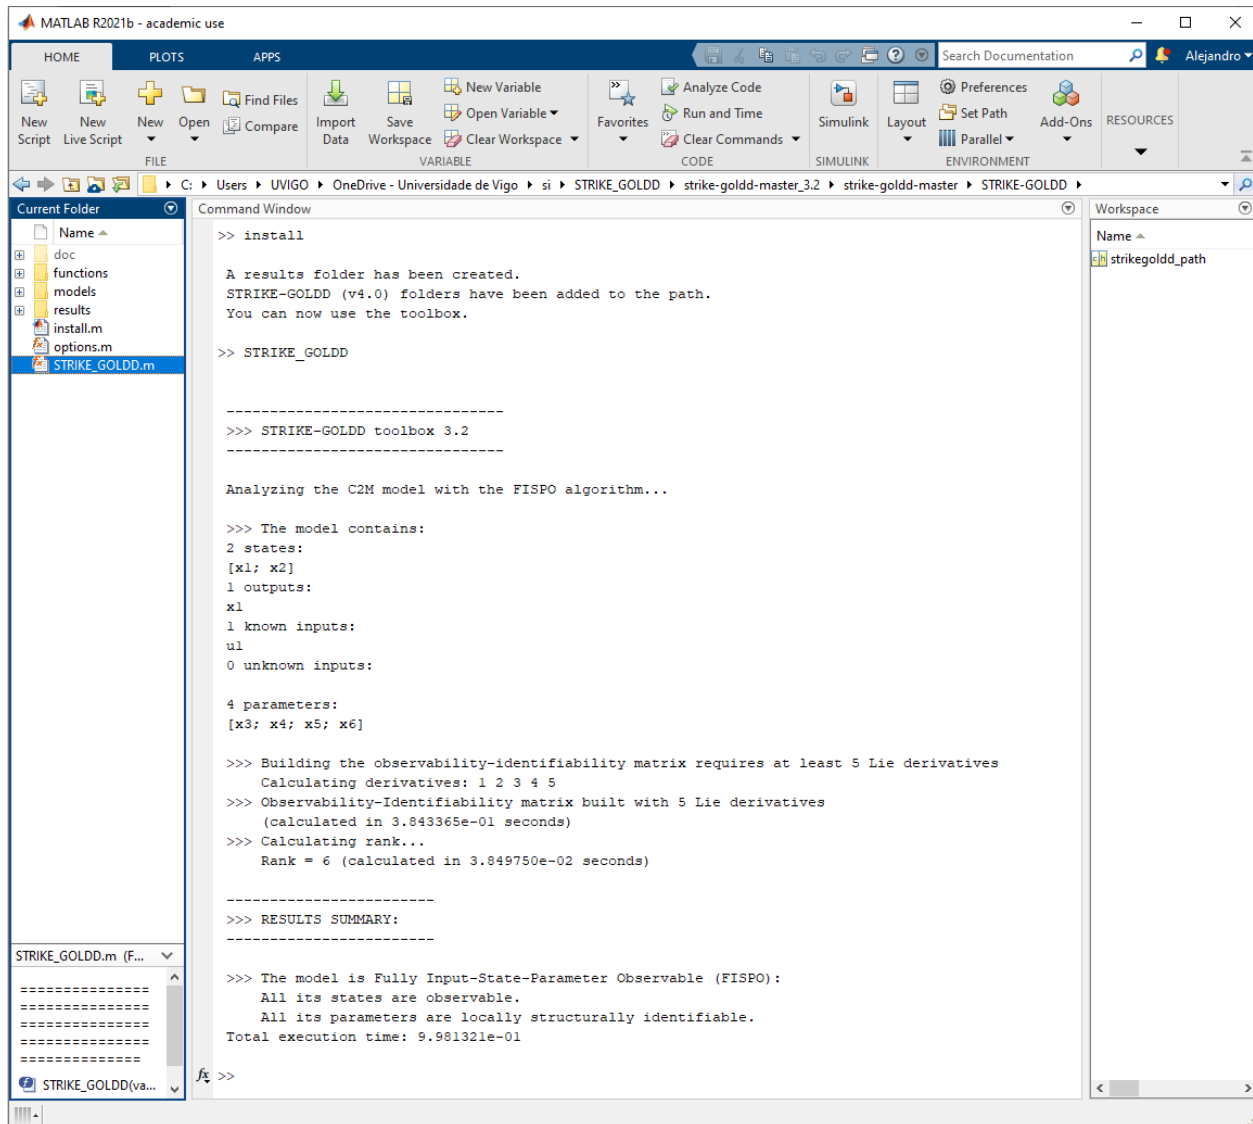 MATLAB R2021b - academic use
HOME PLOTS APPS
Search Documentation
Alejandro
New Script
New Live Script
New
Open
Find Files
Compare
FILE
Import Data
Save Workspace
New Variable
Open Variable
Clear Workspace
VARIABLE
Favorites
Analyze Code
Run and Time
Clear Commands
CODE
Simulink
SIMULINK
Layout
Preferences
Set Path
Parallel
Add-Ons
ENVIRONMENT
RESOURCES
C: Users UVIGO OneDrive - Universidade de Vigo si STRIKE_GOLDD strike-goldd-master_3.2 strike-goldd-master STRIKE-GOLDD
Current Folder
Name
doc
functions
models
results
install.m
options.m
STRIKE_GOLDD.m
STRIKE_GOLDD.m (F...
===============
===============
===============
===============
==============
STRIKE_GOLDD(va...
Command Window
>> install
A results folder has been created.
STRIKE-GOLDD (v4.0) folders have been added to the path.
You can now use the toolbox.
>> STRIKE_GOLDD
--------------------------------
>>> STRIKE-GOLDD toolbox 3.2
--------------------------------
Analyzing the C2M model with the FISPO algorithm...
>>> The model contains:
2 states:
[x1; x2]
1 outputs:
x1
1 known inputs:
u1
0 unknown inputs:
4 parameters:
[x3; x4; x5; x6]
>>> Building the observability-identifiability matrix requires at least 5 Lie derivatives
Calculating derivatives: 1 2 3 4 5
>>> Observability-Identifiability matrix built with 5 Lie derivatives
(calculated in 3.843365e-01 seconds)
>>> Calculating rank...
Rank = 6 (calculated in 3.849750e-02 seconds)
------------------------
>>> RESULTS SUMMARY:
------------------------
>>> The model is Fully Input-State-Parameter Observable (FISPO):
All its states are observable.
All its parameters are locally structurally identifiable.
Total execution time: 9.981321e-01
fx >>
Workspace
Name
strikegoldd_path